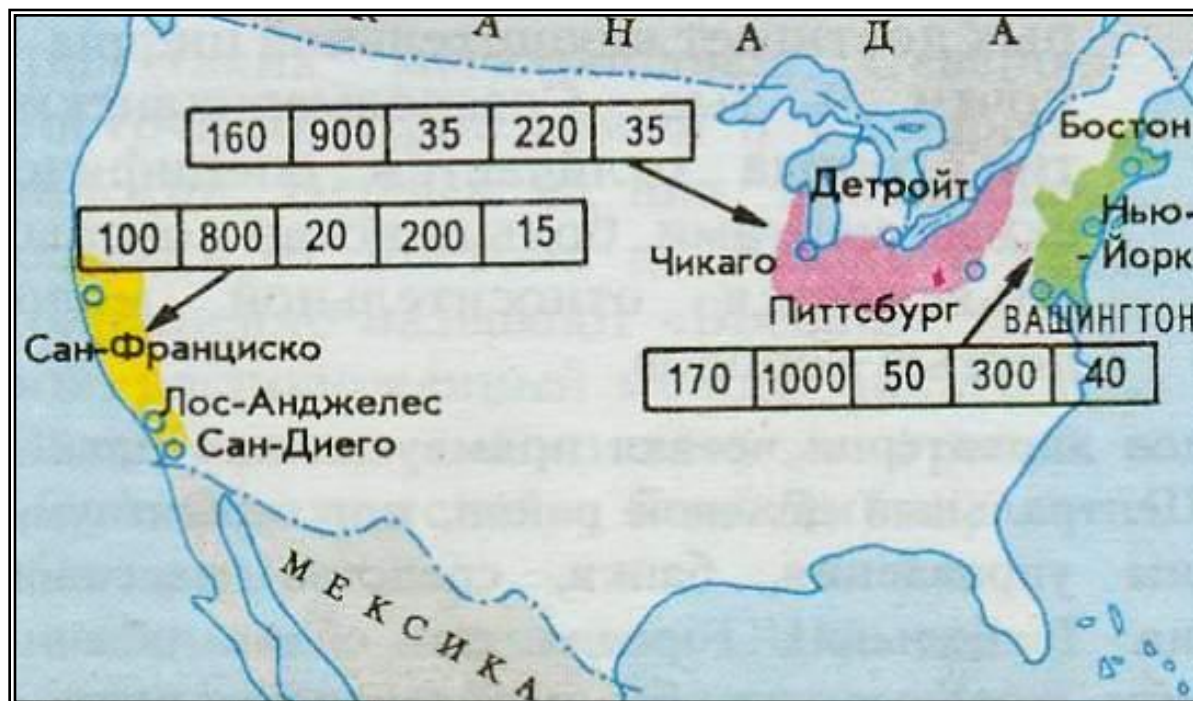 КАНАДА
160 900 35 220 35
Бостон
Детройт
100 800 20 200 15
Нью-
Чикаго
- Йорк
Питтсбург
ВАШИНГТОН
Сан-Франциско
170 1000 50 300 40
Лос-Анджелес
Сан-Диего
МЕКСИКА